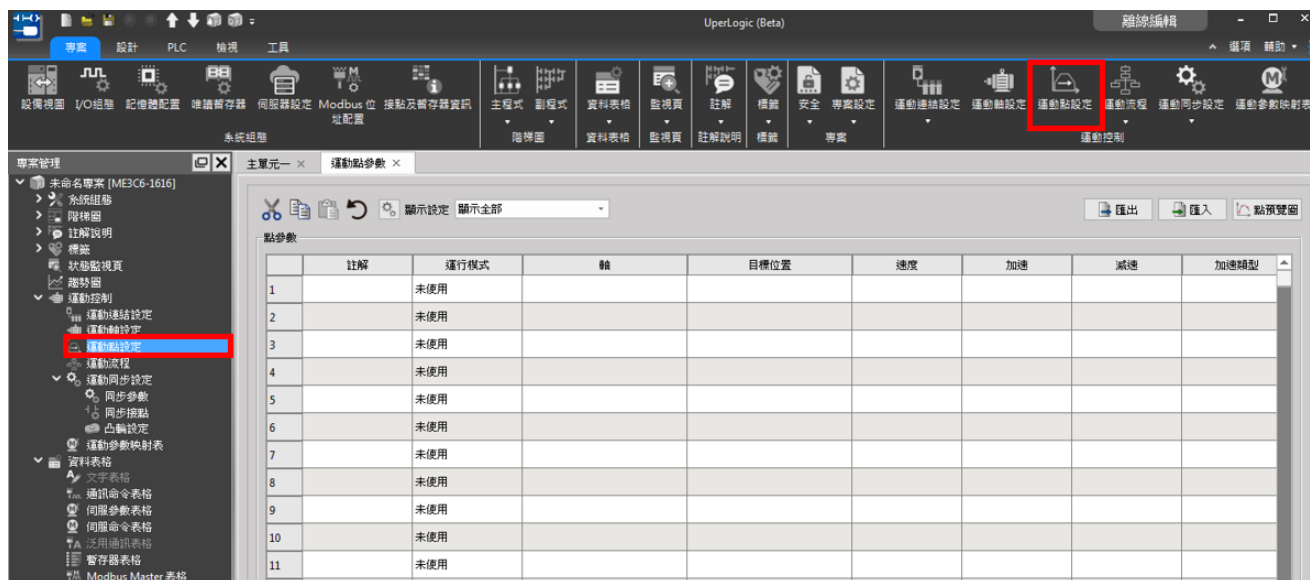 UperLogic (Beta)
離線編輯
專案 設計 PLC 檢視 工具
選項 輔助
設備視圖 I/O組態 記憶體配置 唯讀暫存器 伺服器設定 Modbus 位址配置 接點及暫存器資訊 主程式 副程式 資料表格 監視頁 註解 標籤 安全 專案設定 運動連結設定 運動軸設定 運動點設定 運動流程 運動同步設定 運動參數映射表
系統組態 階梯圖 資料表格 監視頁 註解說明 標籤 專案 運動控制
專案管理
主單元一 運動點參數
未命名專案 [ME3C6-1616]
系統組態
階梯圖
註解說明
標籤
狀態監視頁
趨勢圖
運動控制
運動連結設定
運動軸設定
運動點設定
運動流程
運動同步設定
同步參數
同步接點
凸輪設定
運動參數映射表
資料表格
文字表格
通訊命令表格
伺服參數表格
伺服命令表格
泛用通訊表格
暫存器表格
Modbus Master 表格
顯示設定 顯示全部
匯出 匯入 點預覽圖
點參數
註解 運行模式 軸 目標位置 速度 加速 減速 加速類型
1 未使用
2 未使用
3 未使用
4 未使用
5 未使用
6 未使用
7 未使用
8 未使用
9 未使用
10 未使用
11 未使用